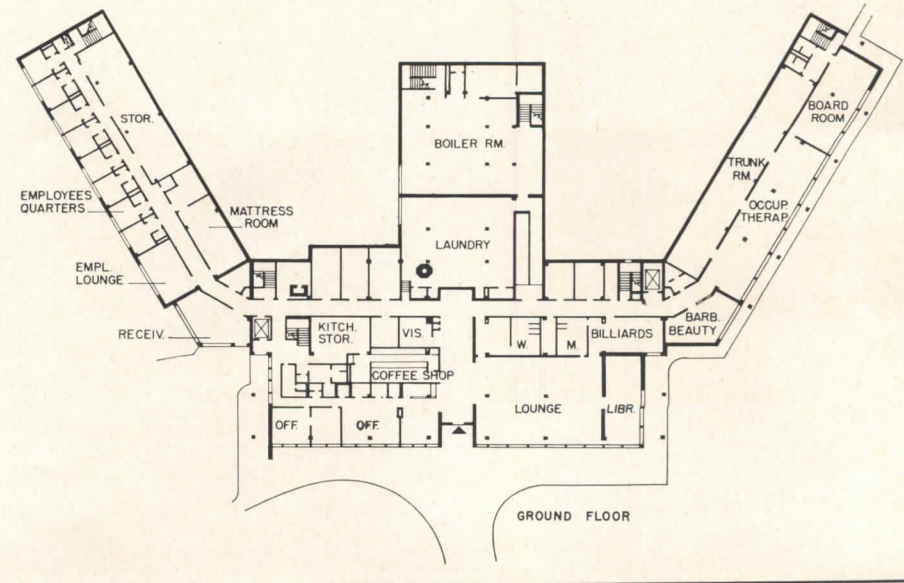 STOR.
BOARD
ROOM
BOILER RM.
TRUNK
RM.
OCCUP.
THERAP.
EMPLOYEES
QUARTERS
MATTRESS
ROOM
LAUNDRY
EMPL.
LOUNGE
RECEIV.
KITCH.
STOR.
VIS.
W.
M.
BILLIARDS
BARB.
BEAUTY
COFFEE SHOP
LOUNGE
LIBR.
OFF.
OFF.
GROUND FLOOR